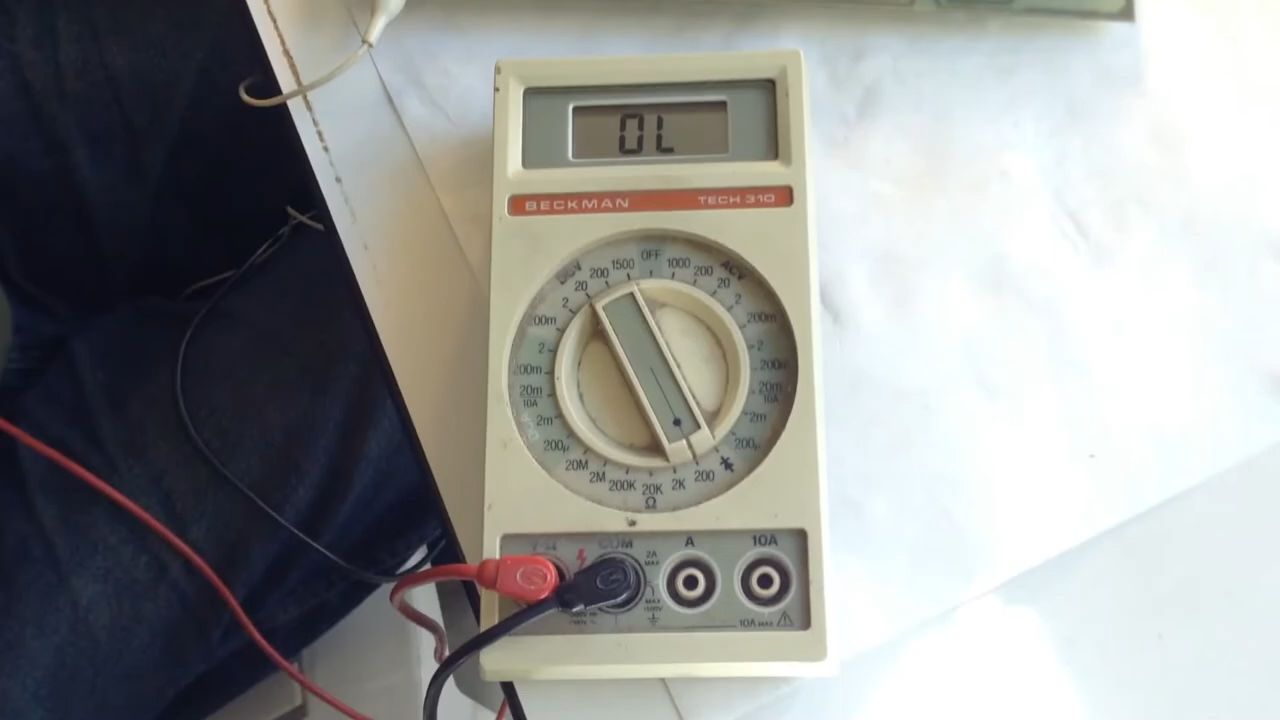 OL
BECKMAN TECH 310
OFF
1500 1000
200 200
DCV ACV
20 20
2 2
200m 200m
2 2
200m 200m
20m 20m
10A 10A
2m 2m
200µ 200µ
20M 200
2M 2K
200K 20K
Ω
COM A 10A
2A
MAX
MAX
1500V
10A MAX